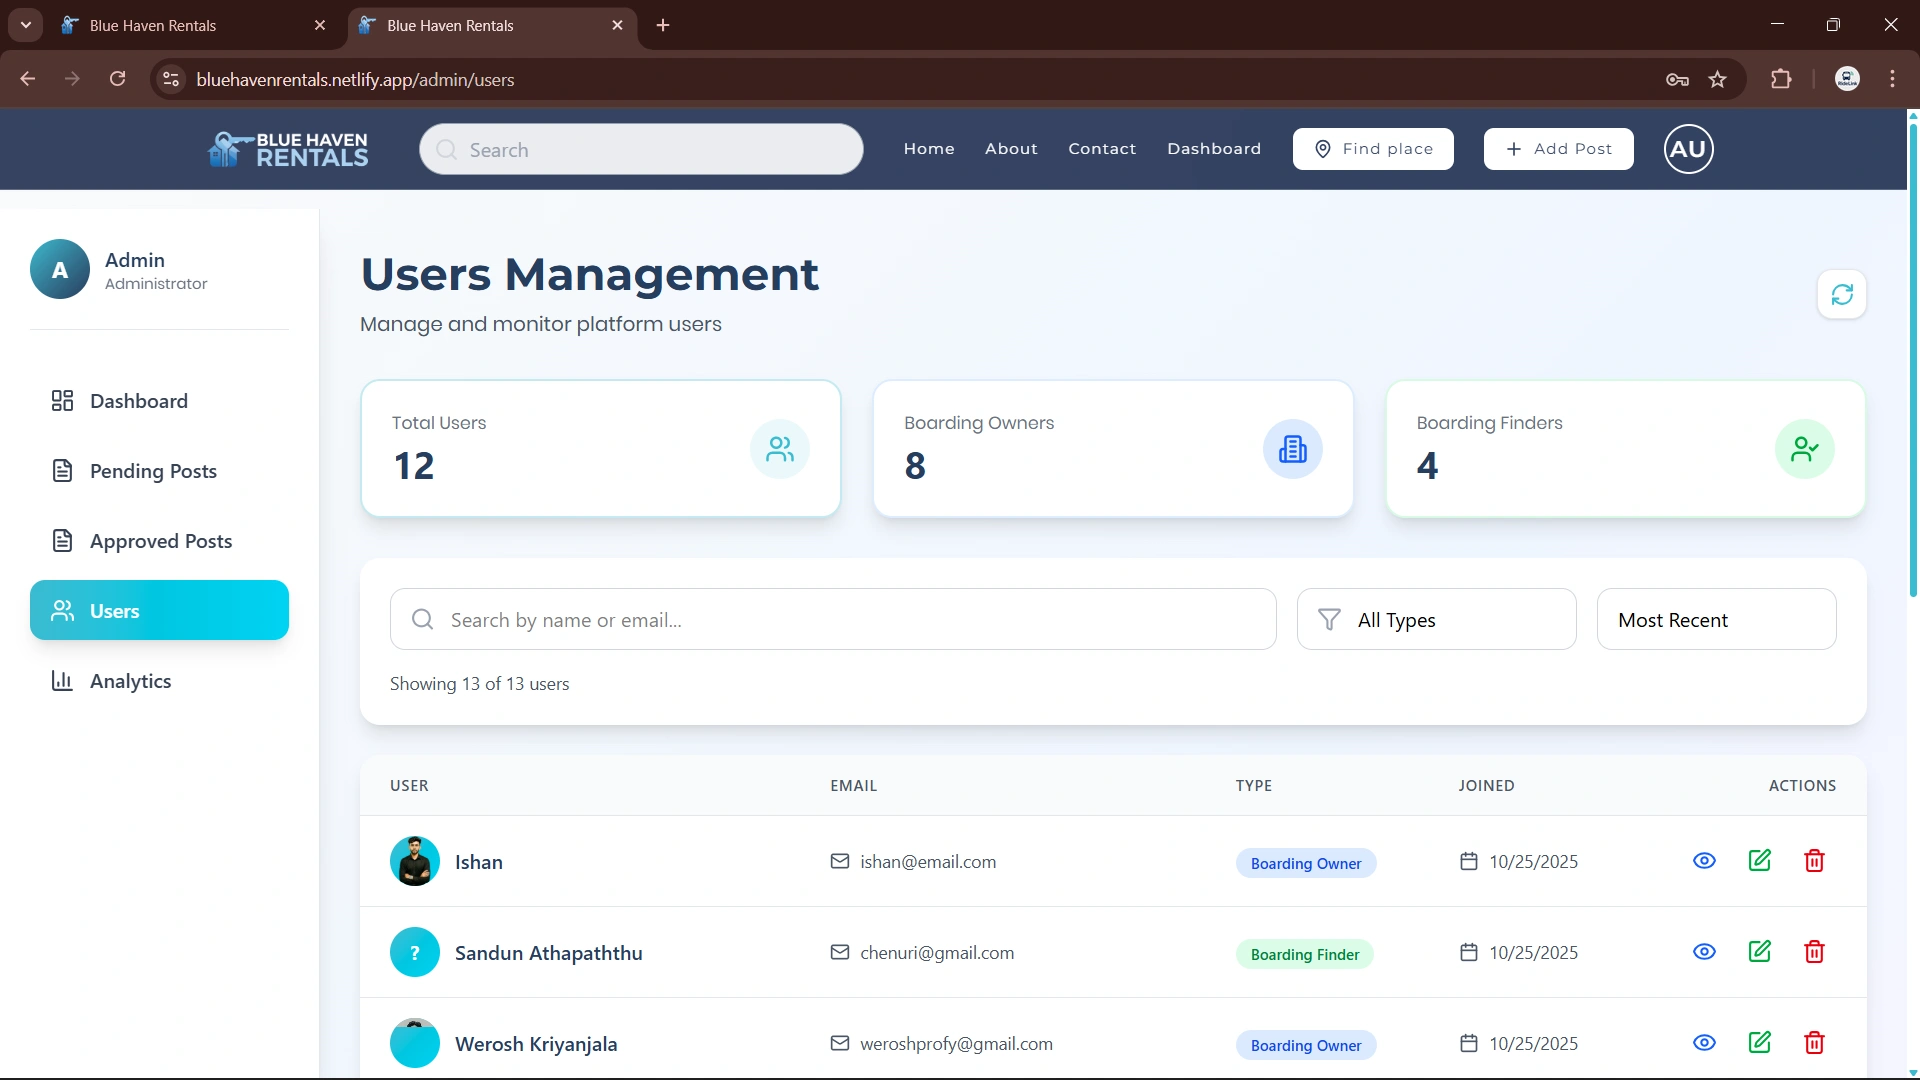 Blue Haven Rentals
Blue Haven Rentals
bluehavenrentals.netlify.app/admin/users
BLUE HAVEN
RENTALS
Search
Home
About
Contact
Dashboard
Find place
Add Post
AU
A
Admin
Administrator
Dashboard
Pending Posts
Approved Posts
Users
Analytics
Users Management
Manage and monitor platform users
Total Users
12
Boarding Owners
8
Boarding Finders
4
Search by name or email...
All Types
Most Recent
Showing 13 of 13 users
USER EMAIL TYPE JOINED ACTIONS
Ishan ishan@email.com Boarding Owner 10/25/2025
? Sandun Athapaththu chenuri@gmail.com Boarding Finder 10/25/2025
Werosh Kriyanjala weroshprofy@gmail.com Boarding Owner 10/25/2025